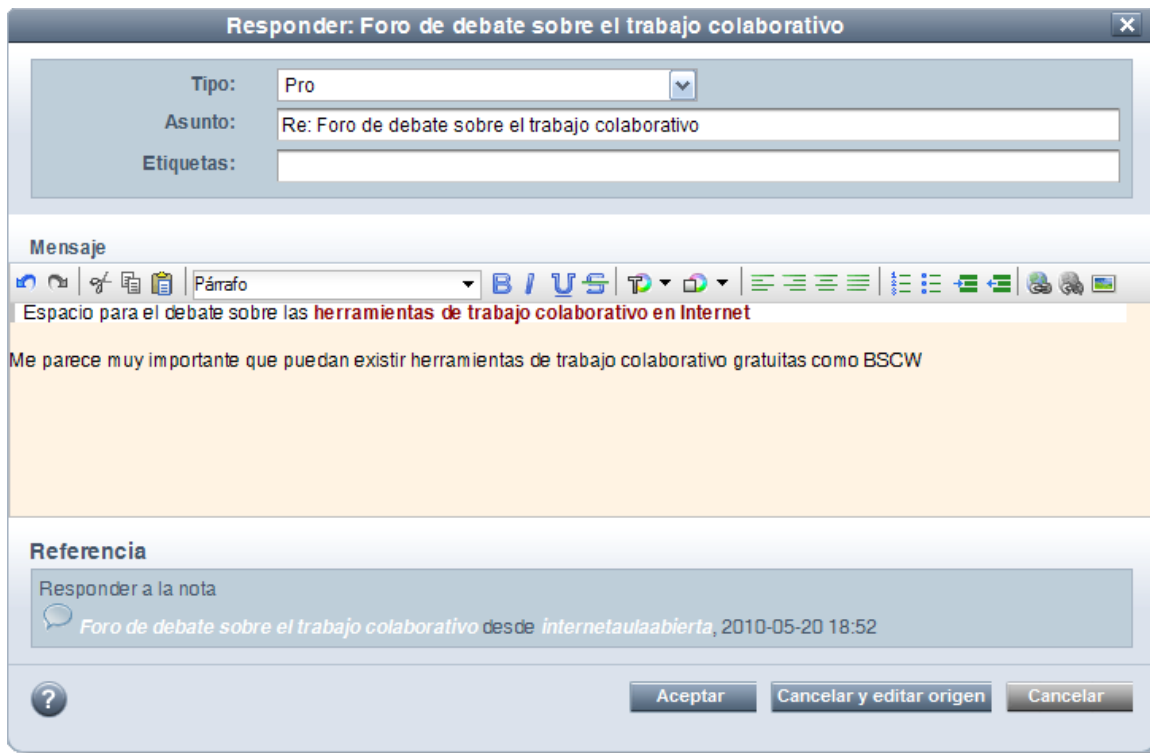 Responder: Foro de debate sobre el trabajo colaborativo
Tipo: Pro
Asunto: Re: Foro de debate sobre el trabajo colaborativo
Etiquetas:
Mensaje
Párrafo B I U S T
Espacio para el debate sobre las herramientas de trabajo colaborativo en Internet
Me parece muy importante que puedan existir herramientas de trabajo colaborativo gratuitas como BSCW
Referencia
Responder a la nota
Foro de debate sobre el trabajo colaborativo desde internetaulaabierta, 2010-05-20 18:52
? Aceptar Cancelar y editar origen Cancelar